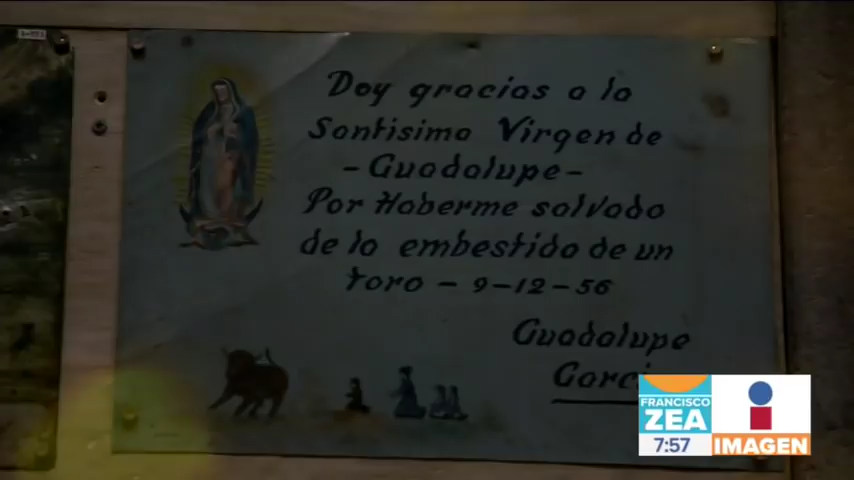 Doy gracias a la
Santisima Virgen de
-Guadalupe-
Por Haberme salVado
de la embestida de un
toro - 9-12-56
Guadalupe
FRANCISCO
ZEA
7:57
IMAGEN